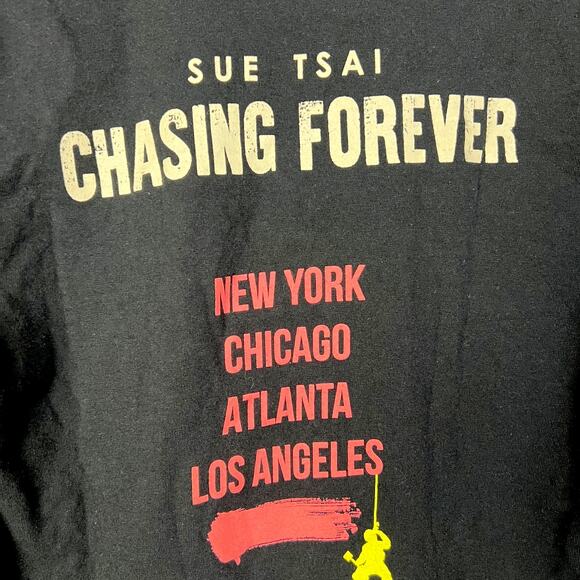 SUE TSAI
CHASING FOREVER
NEW YORK
CHICAGO
ATLANTA
LOS ANGELES